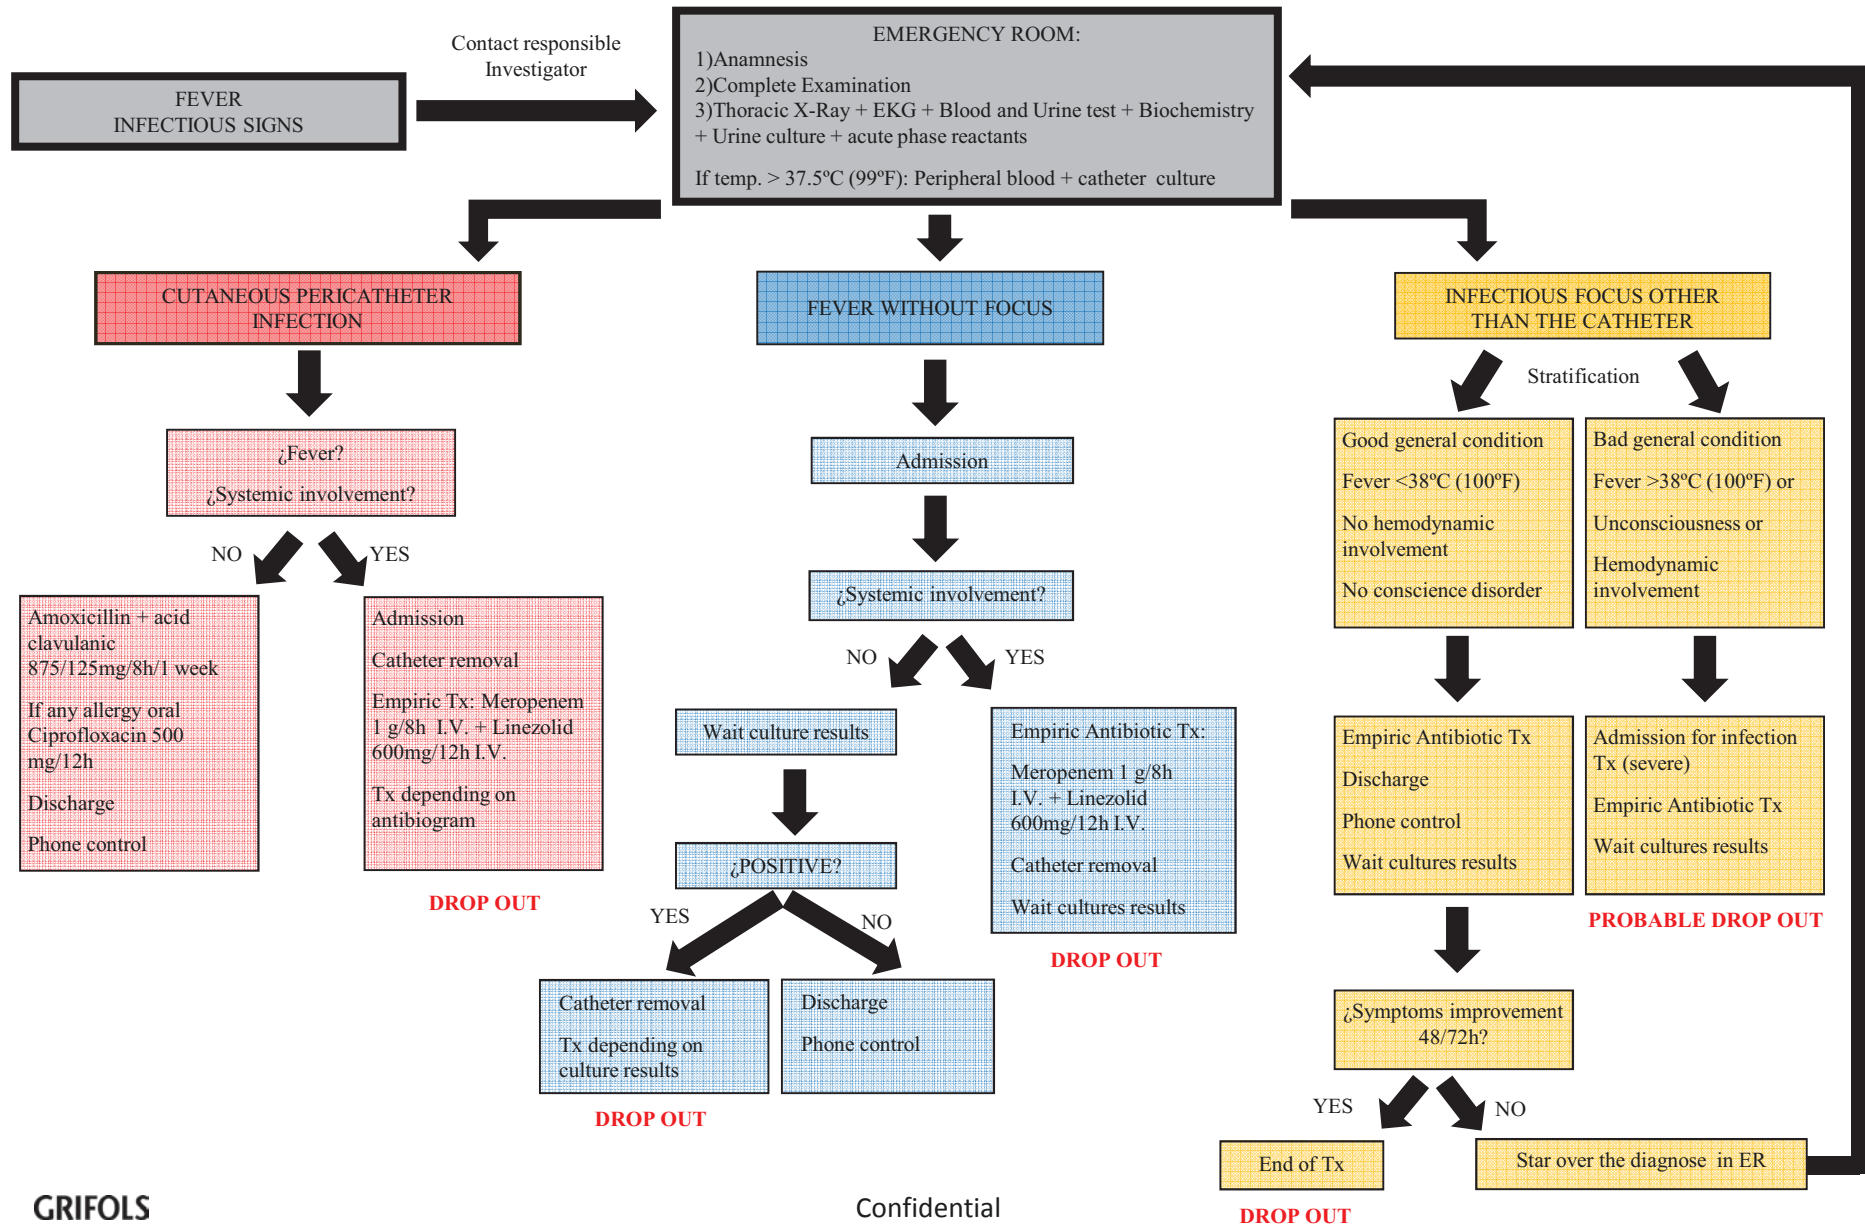 FEVER
INFECTIOUS SIGNS
Contact responsible
Investigator
EMERGENCY ROOM:
1)Anamnesis
2)Complete Examination
3)Thoracic X-Ray + EKG + Blood and Urine test + Biochemistry
+ Urine culture + acute phase reactants
If temp. > 37.5ºC (99ºF): Peripheral blood + catheter culture
CUTANEOUS PERICATHETER
INFECTION
¿Fever?
¿Systemic involvement?
NO
YES
Amoxicillin + acid
clavulanic
875/125mg/8h/1 week
If any allergy oral
Ciprofloxacin 500
mg/12h
Discharge
Phone control
Admission
Catheter removal
Empiric Tx: Meropenem
1 g/8h I.V. + Linezolid
600mg/12h I.V.
Tx depending on
antibiogram
DROP OUT
FEVER WITHOUT FOCUS
Admission
¿Systemic involvement?
NO
YES
Wait culture results
¿POSITIVE?
YES
NO
Catheter removal
Tx depending on
culture results
DROP OUT
Discharge
Phone control
Empiric Antibiotic Tx:
Meropenem 1 g/8h
I.V. + Linezolid
600mg/12h I.V.
Catheter removal
Wait cultures results
DROP OUT
INFECTIOUS FOCUS OTHER
THAN THE CATHETER
Stratification
Good general condition
Fever <38ºC (100ºF)
No hemodynamic
involvement
No conscience disorder
Bad general condition
Fever >38ºC (100ºF) or
Unconsciousness or
Hemodynamic
involvement
Empiric Antibiotic Tx
Discharge
Phone control
Wait cultures results
Admission for infection
Tx (severe)
Empiric Antibiotic Tx
Wait cultures results
PROBABLE DROP OUT
¿Symptoms improvement
48/72h?
YES
NO
End of Tx
DROP OUT
Star over the diagnose in ER
GRIFOLS
Confidential